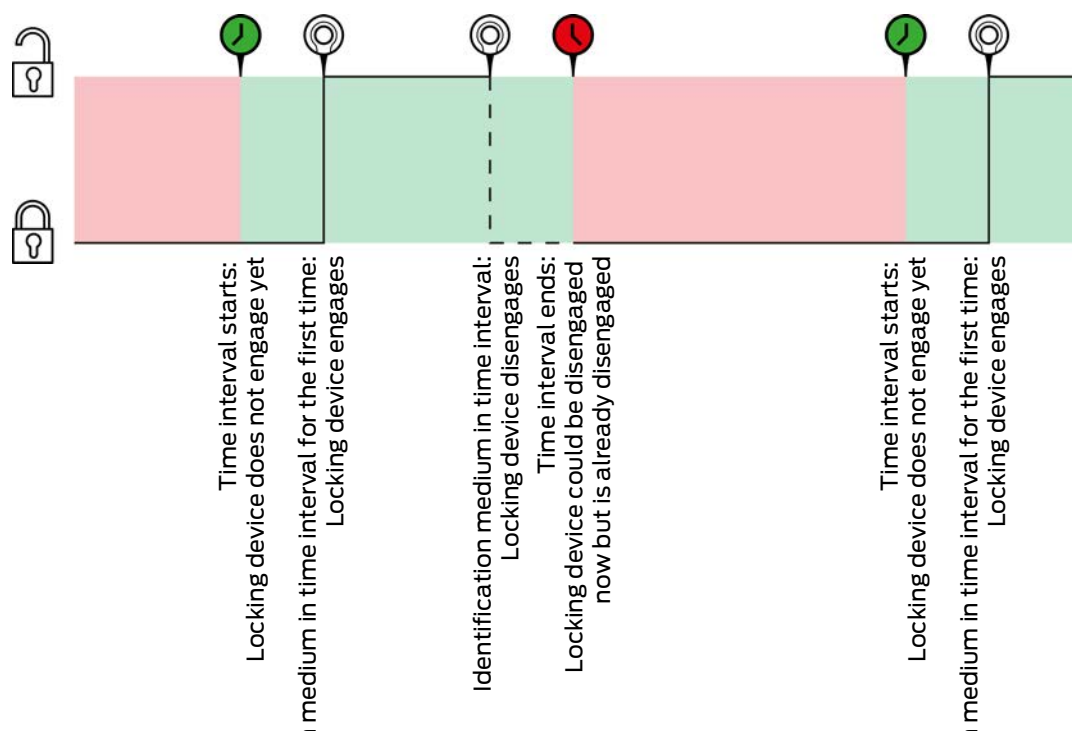 Time interval starts:
Locking device does not engage yet
medium in time interval for the first time:
Locking device engages
Identification medium in time interval:
Locking device disengages
Time interval ends:
Locking device could be disengaged
now but is already disengaged
Time interval starts:
Locking device does not engage yet
medium in time interval for the first time:
Locking device engages